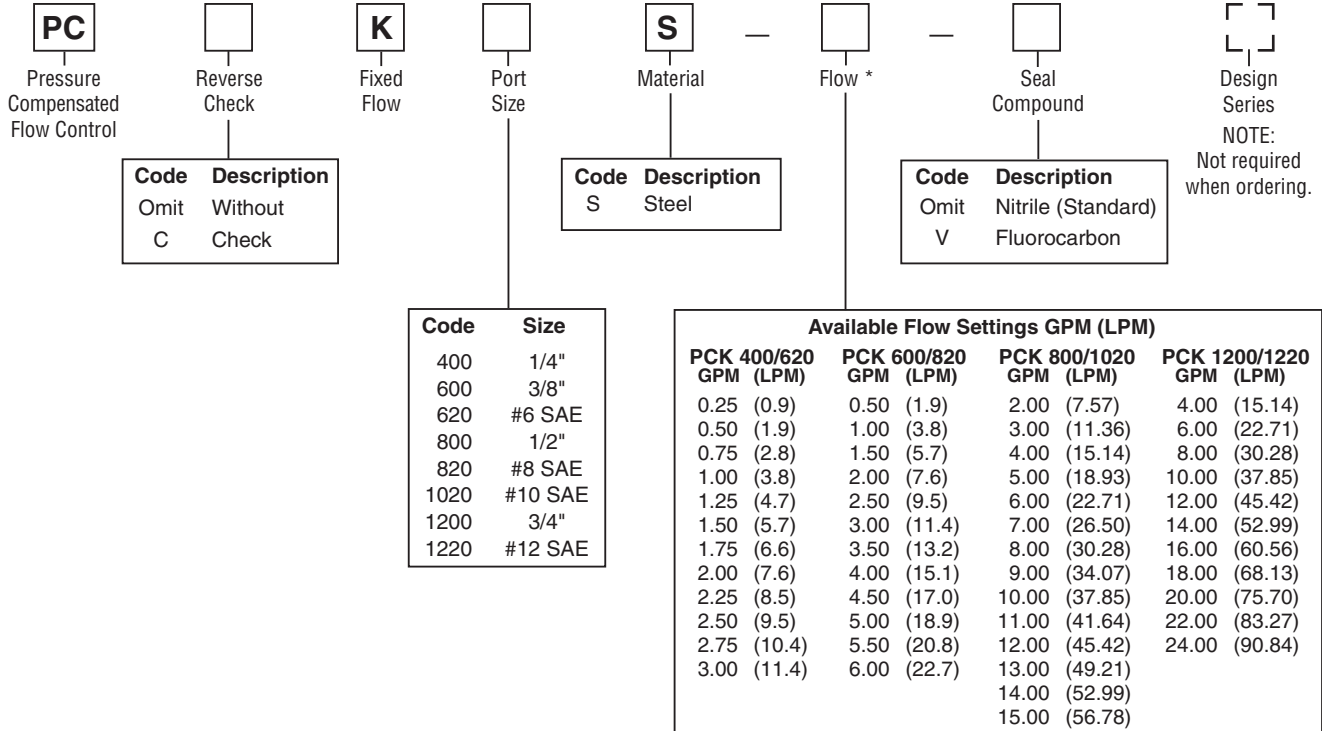 PC K S — —
Pressure Compensated Flow Control
Reverse Check
Fixed Flow
Port Size
Material
Flow *
Seal Compound
Design Series
NOTE: Not required when ordering.
Code Description
Omit Without
C Check
Code Description
S Steel
Code Description
Omit Nitrile (Standard)
V Fluorocarbon
Code Size
400 1/4"
600 3/8"
620 #6 SAE
800 1/2"
820 #8 SAE
1020 #10 SAE
1200 3/4"
1220 #12 SAE
Available Flow Settings GPM (LPM)
PCK 400/620 PCK 600/820 PCK 800/1020 PCK 1200/1220
GPM (LPM) GPM (LPM) GPM (LPM) GPM (LPM)
0.25 (0.9) 0.50 (1.9) 2.00 (7.57) 4.00 (15.14)
0.50 (1.9) 1.00 (3.8) 3.00 (11.36) 6.00 (22.71)
0.75 (2.8) 1.50 (5.7) 4.00 (15.14) 8.00 (30.28)
1.00 (3.8) 2.00 (7.6) 5.00 (18.93) 10.00 (37.85)
1.25 (4.7) 2.50 (9.5) 6.00 (22.71) 12.00 (45.42)
1.50 (5.7) 3.00 (11.4) 7.00 (26.50) 14.00 (52.99)
1.75 (6.6) 3.50 (13.2) 8.00 (30.28) 16.00 (60.56)
2.00 (7.6) 4.00 (15.1) 9.00 (34.07) 18.00 (68.13)
2.25 (8.5) 4.50 (17.0) 10.00 (37.85) 20.00 (75.70)
2.50 (9.5) 5.00 (18.9) 11.00 (41.64) 22.00 (83.27)
2.75 (10.4) 5.50 (20.8) 12.00 (45.42) 24.00 (90.84)
3.00 (11.4) 6.00 (22.7) 13.00 (49.21)
14.00 (52.99)
15.00 (56.78)